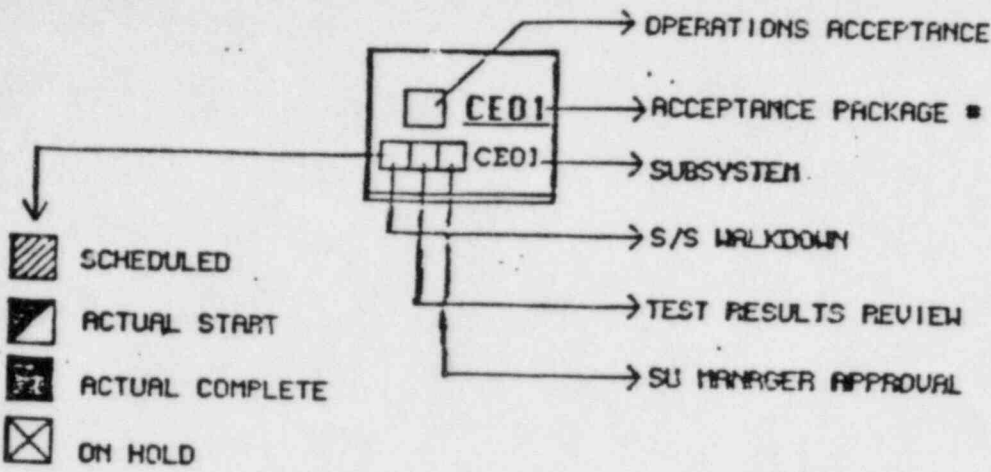 OPERATIONS ACCEPTANCE
CE01
ACCEPTANCE PACKAGE #
CE01
SUBSYSTEM
S/S WALKDOWN
TEST RESULTS REVIEW
SU MANAGER APPROVAL
SCHEDULED
ACTUAL START
ACTUAL COMPLETE
ON HOLD